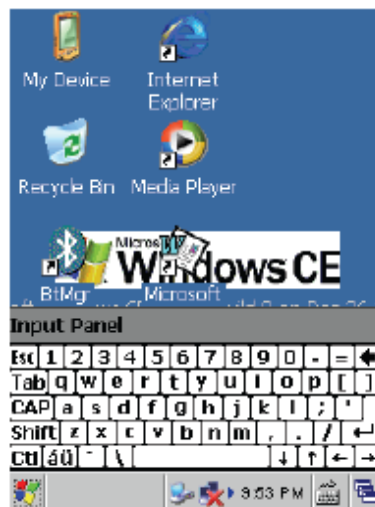 My Device Internet Explorer
Recycle Bin Media Player
Microsoft
Windows CE
BtMgr Microsoft
Input Panel
Esc 1 2 3 4 5 6 7 8 9 0 - =
Tab q w e r t y u i o p [ ]
CAP a s d f g h j k l ; '
Shift z x c v b n m , . /
Ctl áü ` \ ↓ ↑ ← →
9:53 PM